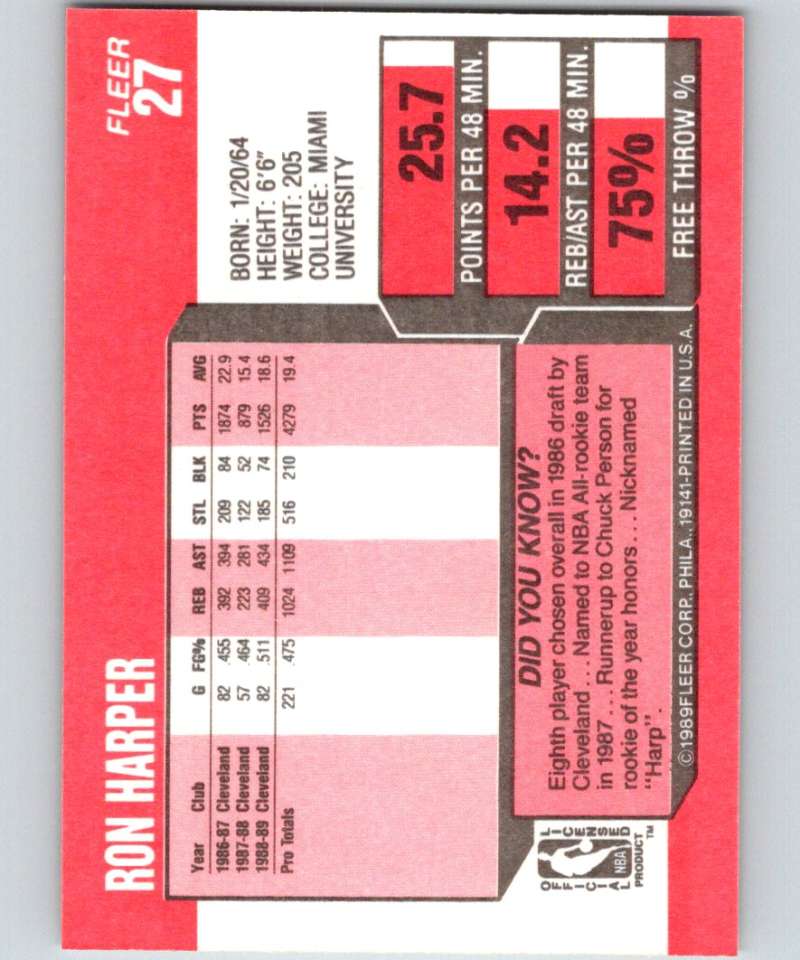 RON HARPER
FLEER
27
Year Club G FG% REB AST STL BLK PTS AVG
1986-87 Cleveland 82 .455 392 394 209 84 1874 22.9
1987-88 Cleveland 57 .464 223 281 122 52 879 15.4
1988-89 Cleveland 82 .511 409 434 185 74 1526 18.6
Pro Totals 221 .475 1024 1109 516 210 4279 19.4
BORN: 1/20/64
HEIGHT: 6'6"
WEIGHT: 205
COLLEGE: MIAMI
UNIVERSITY
25.7
POINTS PER 48 MIN.
14.2
REB/AST PER 48 MIN.
75%
FREE THROW %
DID YOU KNOW?
Eighth player chosen overall in 1986 draft by
Cleveland . . . Named to NBA All-rookie team
in 1987 . . . Runnerup to Chuck Person for
rookie of the year honors . . . Nicknamed
"Harp".
OFFICIAL LICENSED
NBA
PRODUCT™
©1989FLEER CORP., PHILA., 19141-PRINTED IN U.S.A.